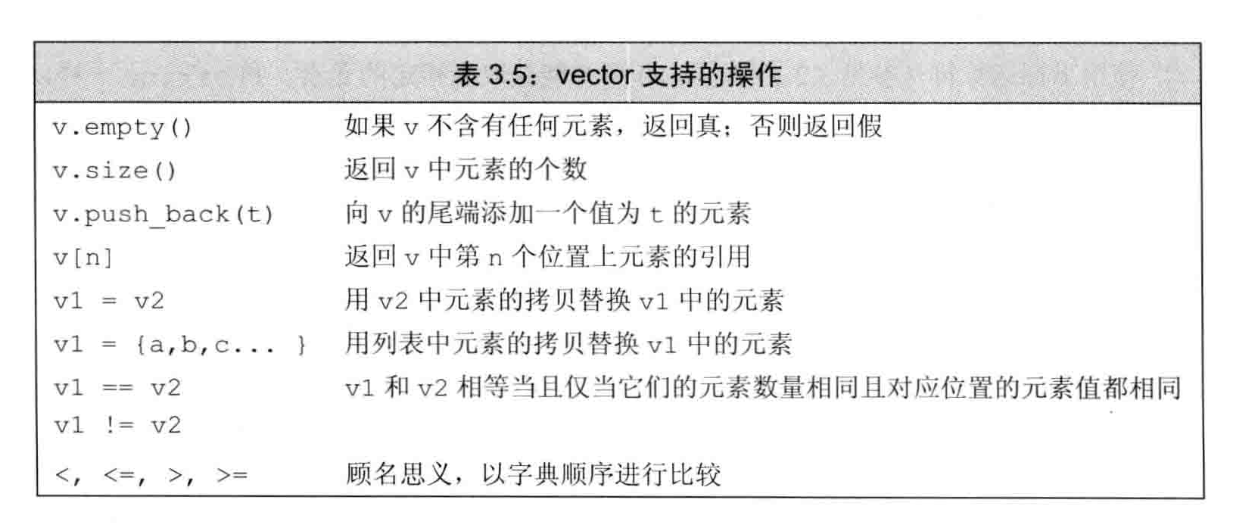 表 3.5：vector 支持的操作
v.empty() 如果 v 不含有任何元素，返回真；否则返回假
v.size() 返回 v 中元素的个数
v.push_back(t) 向 v 的尾端添加一个值为 t 的元素
v[n] 返回 v 中第 n 个位置上元素的引用
v1 = v2 用 v2 中元素的拷贝替换 v1 中的元素
v1 = {a,b,c... } 用列表中元素的拷贝替换 v1 中的元素
v1 == v2 v1 和 v2 相等当且仅当它们的元素数量相同且对应位置的元素值都相同
v1 != v2
<, <=, >, >= 顾名思义，以字典顺序进行比较